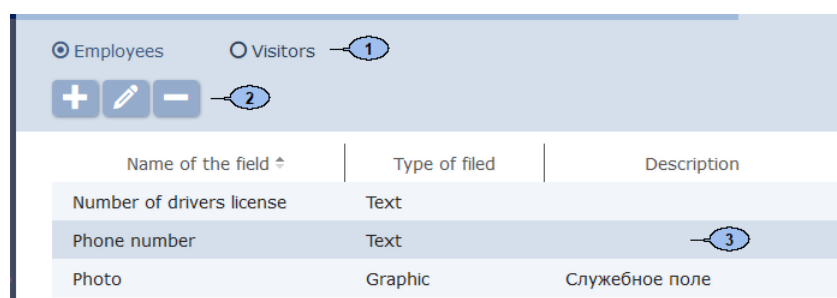 Employees Visitors 1
2
Name of the field Type of filed Description
Number of drivers license Text
Phone number Text 3
Photo Graphic Служебное поле